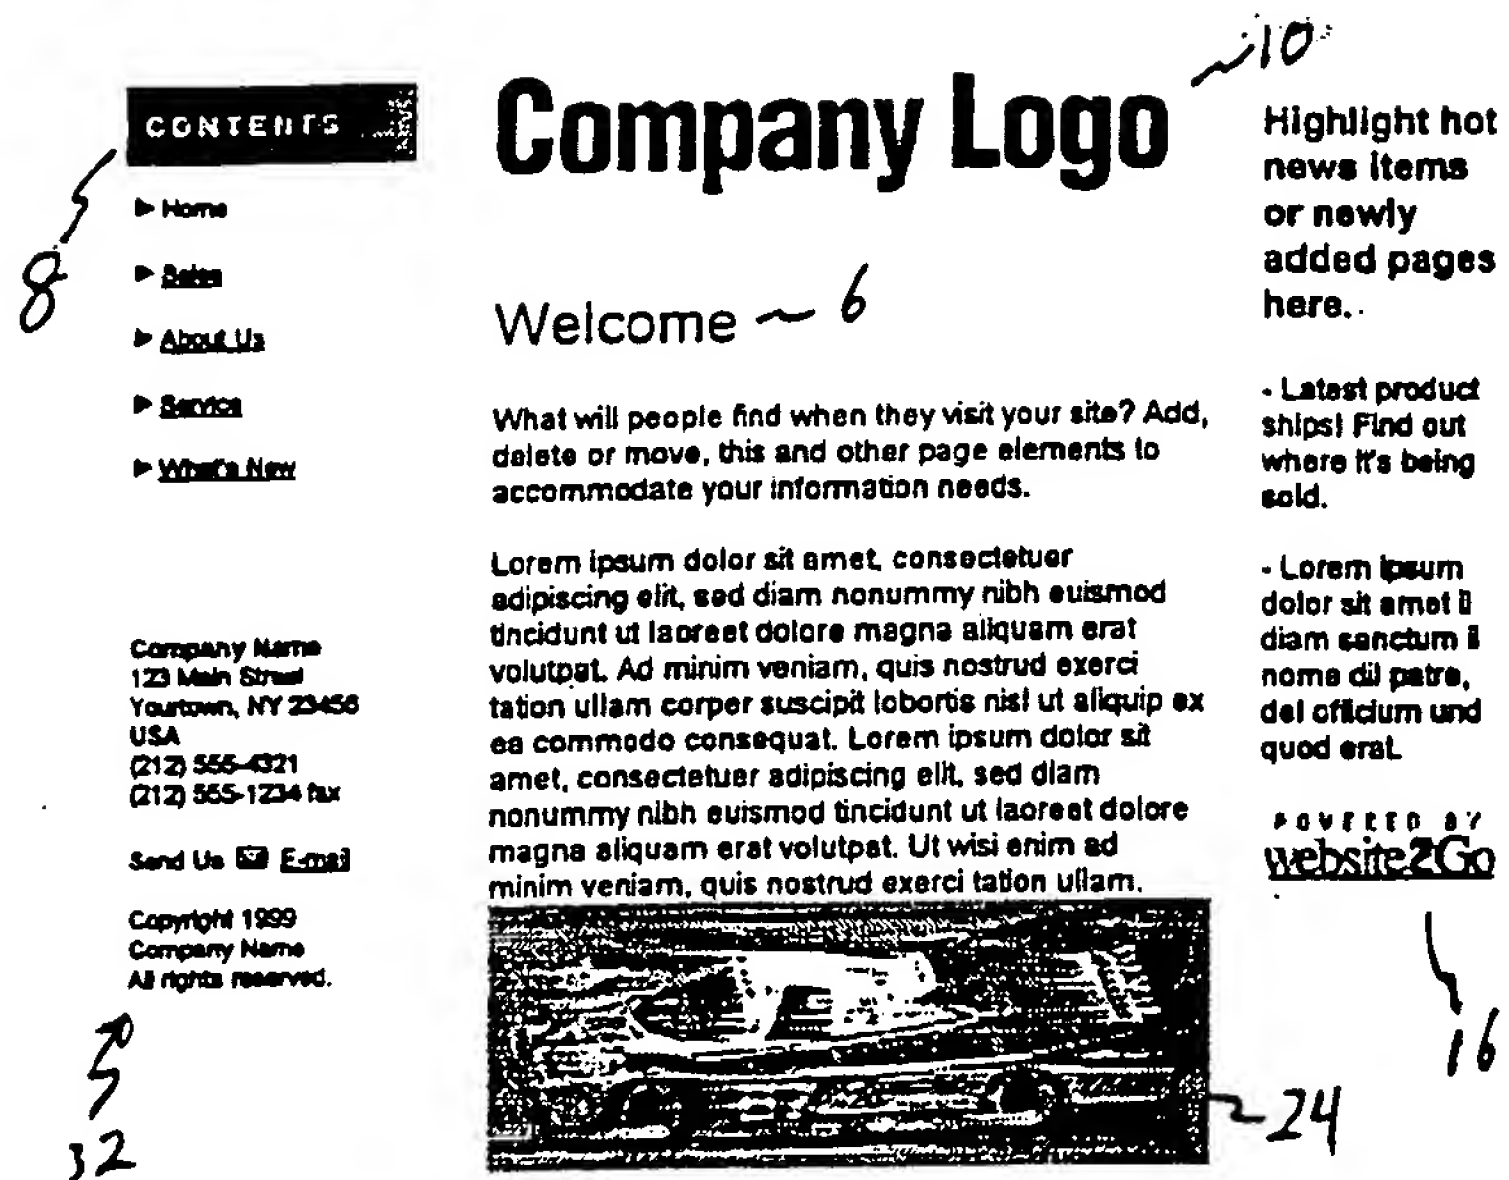 10
CONTENTS
Company Logo
Highlight hot
news items
or newly
added pages
here.
8
Home
Sales
About Us
Service
What's New
Welcome
6
What will people find when they visit your site? Add,
delete or move, this and other page elements to
accommodate your information needs.
Lorem ipsum dolor sit amet, consectetuer
adipiscing elit, sed diam nonummy nibh euismod
tincidunt ut laoreet dolore magna aliquam erat
volutpat. Ad minim veniam, quis nostrud exerci
tation ullam corper suscipit lobortis nisl ut aliquip ex
ea commodo consequat. Lorem ipsum dolor sit
amet, consectetuer adipiscing elit, sed diam
nonummy nibh euismod tincidunt ut laoreet dolore
magna aliquam erat volutpat. Ut wisi enim ad
minim veniam, quis nostrud exerci tation ullam.
- Latest product
ships! Find out
where it's being
sold.
- Lorem ipsum
dolor sit amet il
diam sanctum il
nome dil patre,
del officium und
quod erat.
POWERED BY
website2Go
16
Company Name
123 Main Street
Yourtown, NY 23456
USA
(212) 555-4321
(212) 555-1234 fax
Send Us E-mail
Copyright 1999
Company Name
All rights reserved.
32
24